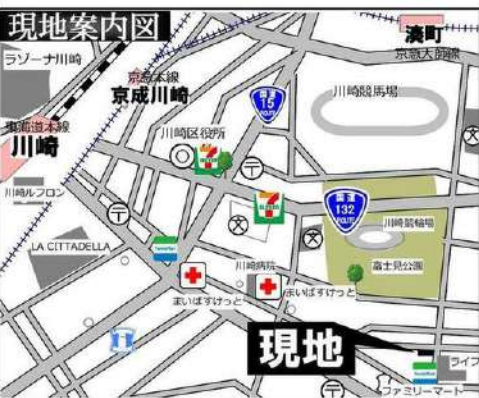 現地案内図
湊町
京急大師線
ラゾーナ川崎
京急本線
京成川崎
国道
15
ROUTE
川崎競馬場
東海道本線
川崎
川崎区役所
川崎ルフロン
国道
132
ROUTE
川崎競輪場
LA CITTADELLA
川崎病院
富士見公園
まいばすけっと
まいばすけっと
現地
ライフ
ファミリーマート